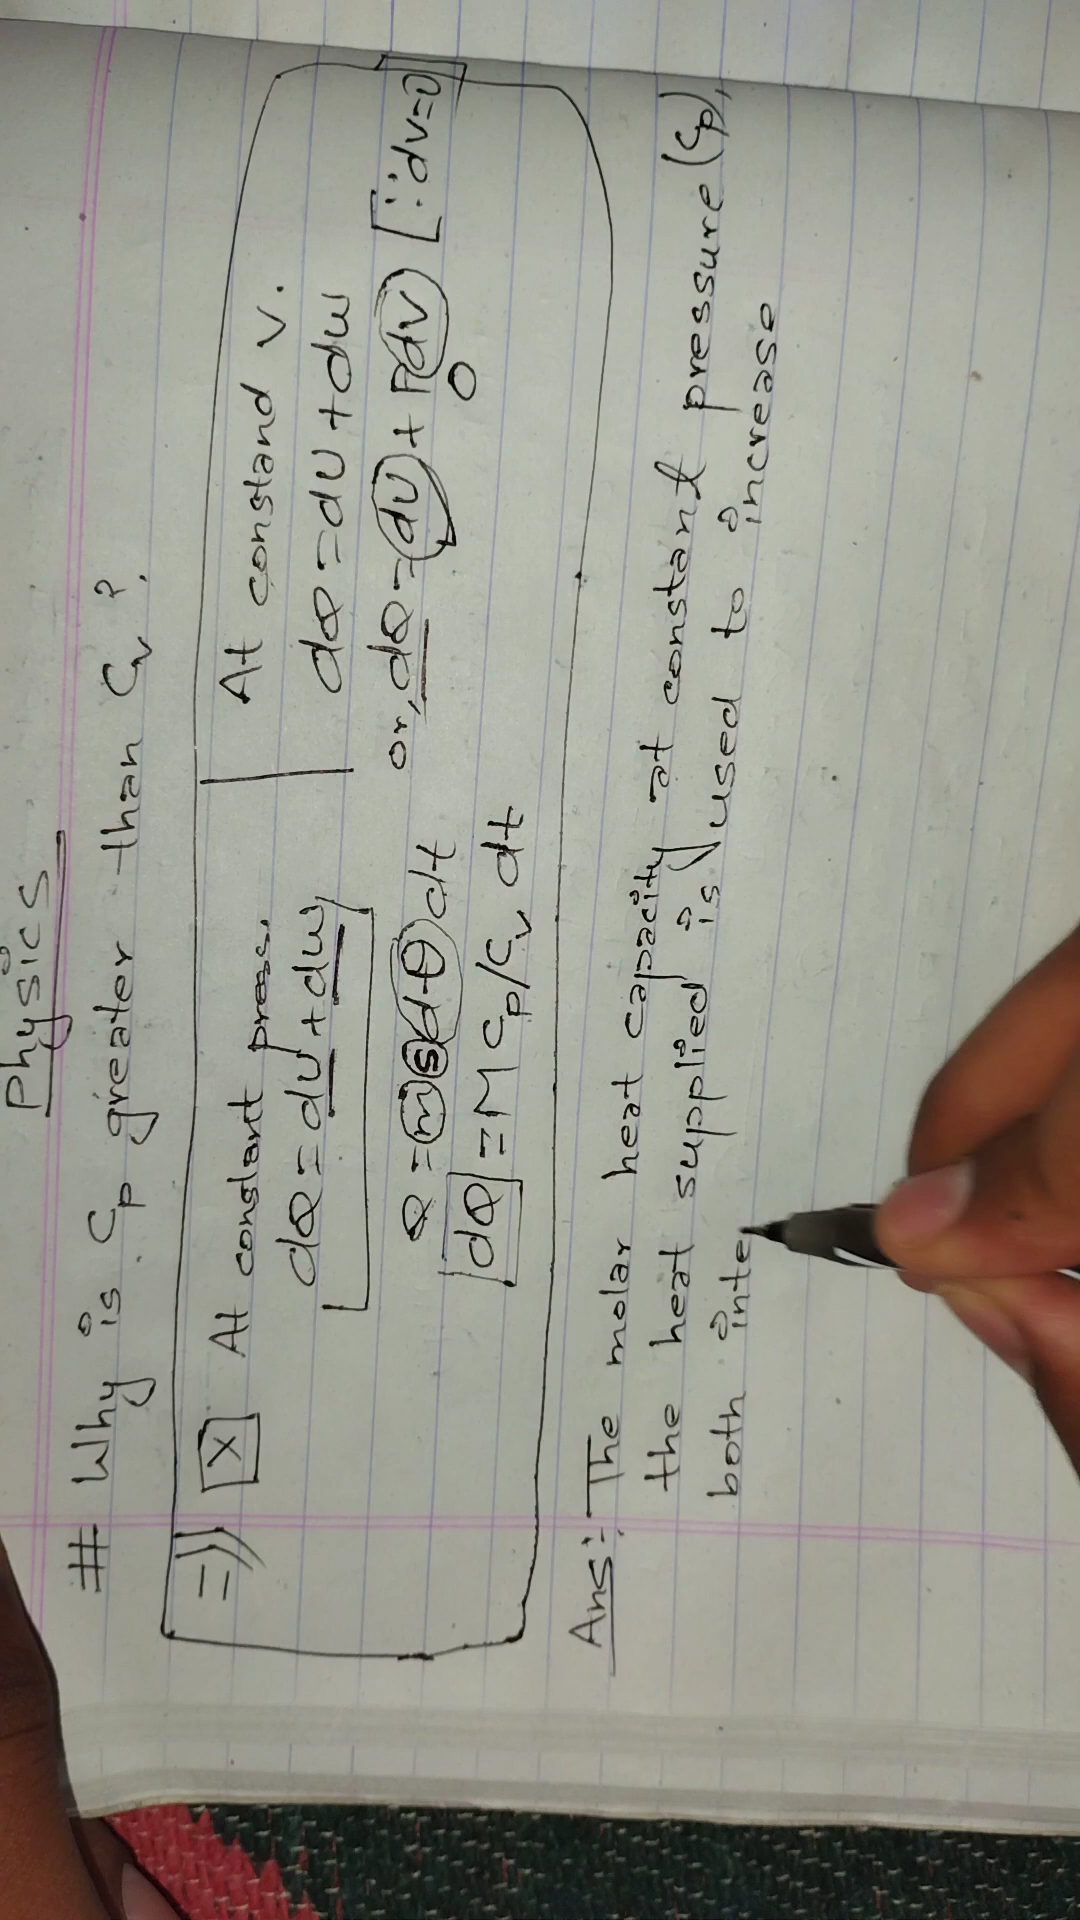 Physics
# Why is Cp greater than Cv?
=> X At constant press.
dQ = dU + dW
Q = msdθ dt
dQ = M Cp/Cv dt
At constand v.
dQ = dU + dW
or, dQ = dU + Pdv [∵ dv=0]
0
Ans:- The molar heat capacity at constant pressure (Cp),
the heat supplied is used to increase
both inte